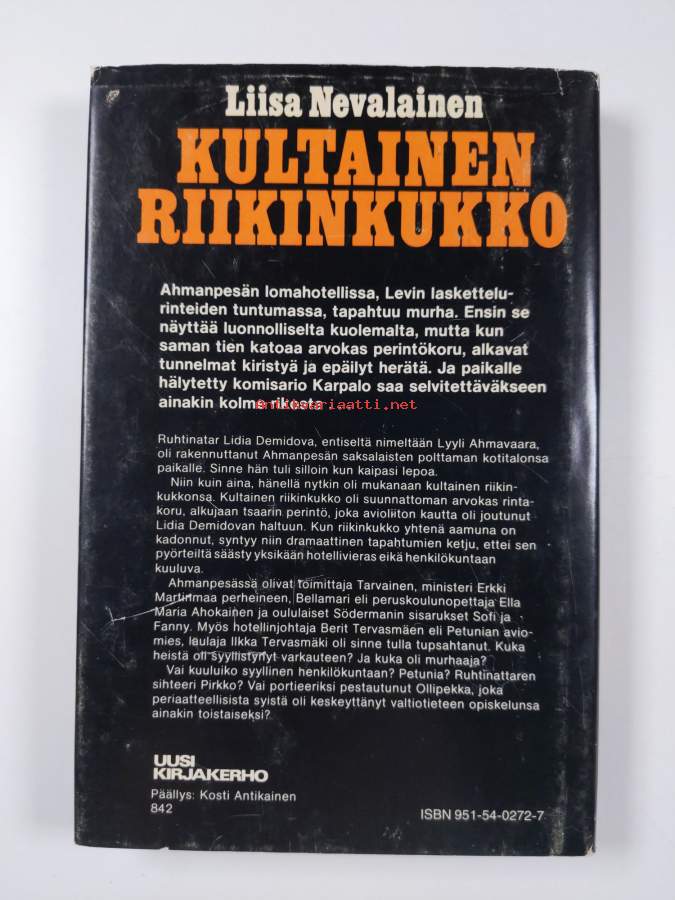 Liisa Nevalainen
KULTAINEN
RIIKINKUKKO
Ahmanpesän lomahotellissa, Levin laskettelu-
rinteiden tuntumassa, tapahtuu murha. Ensin se
näyttää luonnolliselta kuolemalta, mutta kun
saman tien katoaa arvokas perintökoru, alkavat
tunnelmat kiristyä ja epäilyt herätä. Ja paikalle
hälytetty komisario Karpalo saa selvitettäväkseen
ainakin kolme rikosta ...
antikvariaatti.net
Ruhtinatar Lidia Demidova, entiseltä nimeltään Lyyli Ahmavaara,
oli rakennuttanut Ahmanpesän saksalaisten polttaman kotitalonsa
paikalle. Sinne hän tuli silloin kun kaipasi lepoa.
Niin kuin aina, hänellä nytkin oli mukanaan kultainen riikin-
kukkonsa. Kultainen riikinkukko oli suunnattoman arvokas rinta-
koru, alkujaan tsaarin perintö, joka avioliiton kautta oli joutunut
Lidia Demidovan haltuun. Kun riikinkukko yhtenä aamuna on
kadonnut, syntyy niin dramaattinen tapahtumien ketju, ettei sen
pyörteiltä säästy yksikään hotellivieras eikä henkilökuntaan
kuuluva.
Ahmanpesässä olivat toimittaja Tarvainen, ministeri Erkki
Martinmaa perheineen, Bellamari eli peruskoulunopettaja Ella
Maria Ahokainen ja oululaiset Södermanin sisarukset Sofi ja
Fanny. Myös hotellinjohtaja Berit Tervasmäen eli Petunian avio-
mies, laulaja Ilkka Tervasmäki oli sinne tulla tupsahtanut. Kuka
heistä oli syyllistynyt varkauteen? Ja kuka oli murhaaja?
Vai kuuluiko syyllinen henkilökuntaan? Petunia? Ruhtinattaren
sihteeri Pirkko? Vai portieeriksi pestautunut Ollipekka, joka
periaatteellisista syistä oli keskeyttänyt valtiotieteen opiskelunsa
ainakin toistaiseksi?
UUSI
KIRJAKERHO
Päällys: Kosti Antikainen
842
ISBN 951-54-0272-7